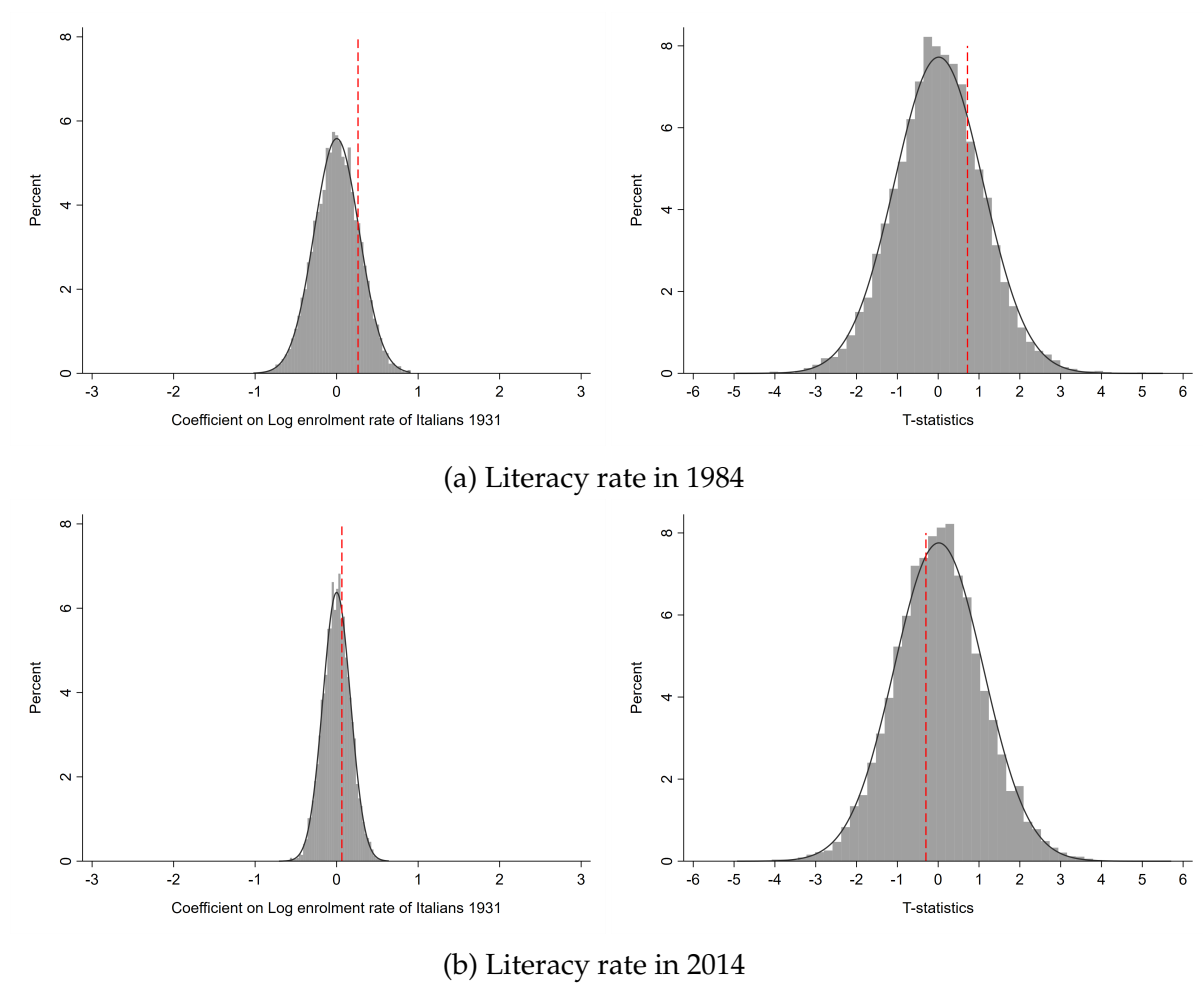 8
6
4
2
0
Percent
-3 -2 -1 0 1 2 3
Coefficient on Log enrolment rate of Italians 1931
8
6
4
2
0
Percent
-6 -5 -4 -3 -2 -1 0 1 2 3 4 5 6
T-statistics
(a) Literacy rate in 1984
8
6
4
2
0
Percent
-3 -2 -1 0 1 2 3
Coefficient on Log enrolment rate of Italians 1931
8
6
4
2
0
Percent
-6 -5 -4 -3 -2 -1 0 1 2 3 4 5 6
T-statistics
(b) Literacy rate in 2014